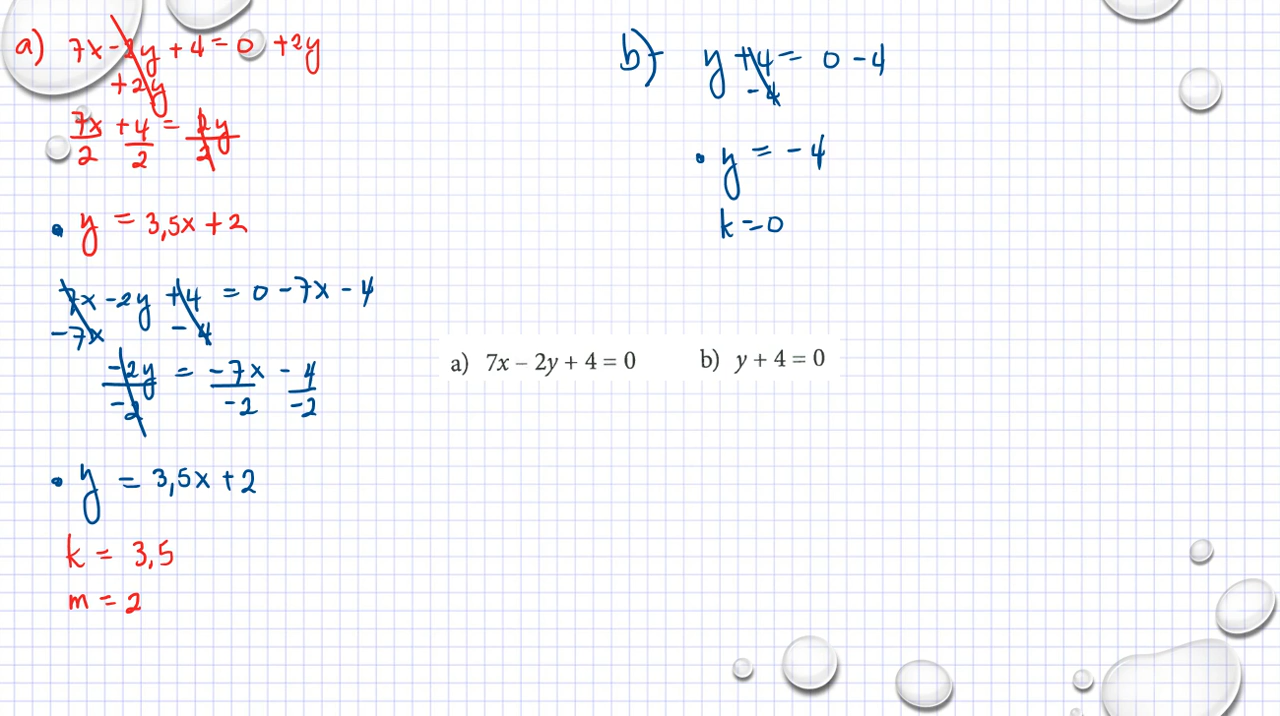 a) 7x - 2y + 4 = 0 + 2y
+ 2y
7x/2 + 4/2 = 2y/2
• y = 3,5x + 2
7x - 2y + 4 = 0 - 7x - 4
- 7x - 4
-2y/-2 = -7x/-2 - 4/-2
• y = 3,5x + 2
k = 3,5
m = 2
b) y + 4 = 0 - 4
- 4
• y = - 4
k = 0
a) 7x – 2y + 4 = 0 b) y + 4 = 0